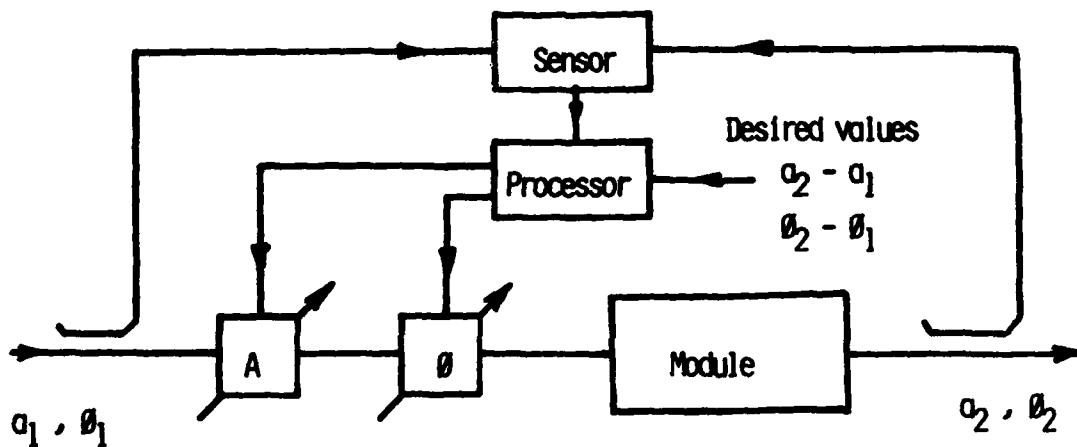 Sensor
Desired values
Processor
a₂ - a₁
Ø₂ - Ø₁
A
Ø
Module
a₁ , Ø₁
a₂ , Ø₂